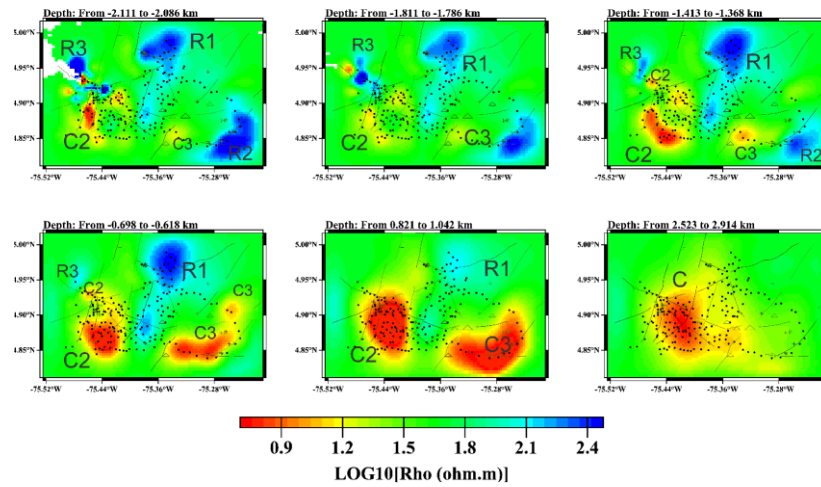 Depth: From -2.111 to -2.086 km
Depth: From -1.811 to -1.786 km
Depth: From -1.413 to -1.368 km
5.00°N
4.95°N
4.90°N
4.85°N
R3
R1
C2
C3
R2
-75.52 -75.44 -75.36 -75.28
5.00°N
4.95°N
4.90°N
4.85°N
R3
R1
C2
C3
-75.52 -75.44 -75.36 -75.28
5.00°N
4.95°N
4.90°N
4.85°N
R3
R1
C2
C2
C3
R2
-75.52 -75.44 -75.36 -75.28
Depth: From -0.698 to -0.618 km
Depth: From 0.821 to 1.042 km
Depth: From 2.523 to 2.914 km
5.00°N
4.95°N
4.90°N
4.85°N
R3
R1
C2
C3
C3
C2
-75.52 -75.44 -75.36 -75.28
5.00°N
4.95°N
4.90°N
4.85°N
R1
C2
C3
-75.52 -75.44 -75.36 -75.28
5.00°N
4.95°N
4.90°N
4.85°N
C
-75.52 -75.44 -75.36 -75.28
0.9 1.2 1.5 1.8 2.1 2.4
LOG10[Rho (ohm.m)]